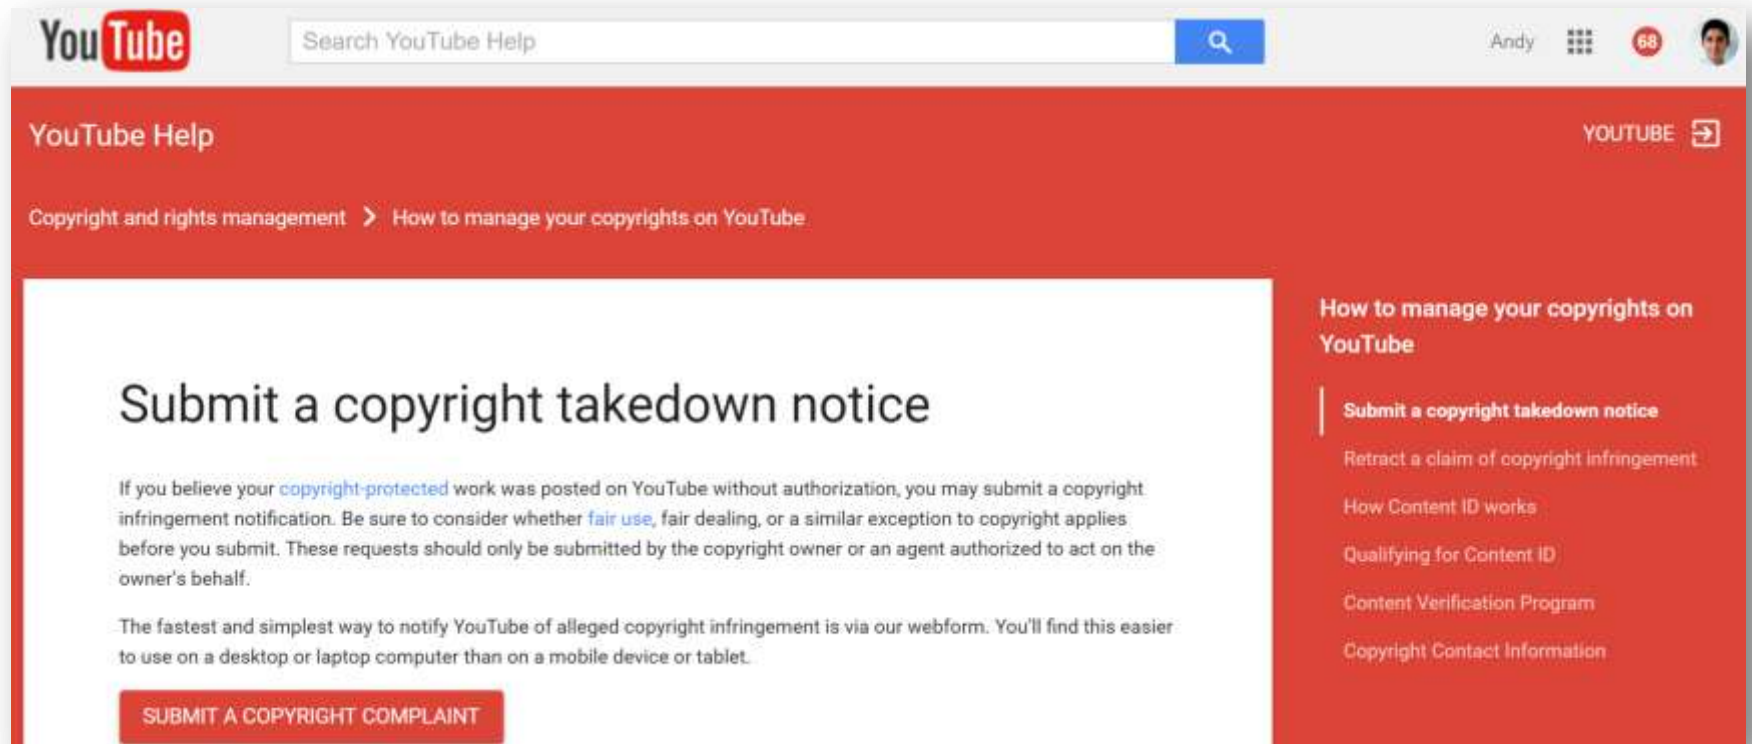 YouTube
Search YouTube Help
Andy
68
YouTube Help
YOUTUBE
Copyright and rights management > How to manage your copyrights on YouTube
Submit a copyright takedown notice
If you believe your copyright-protected work was posted on YouTube without authorization, you may submit a copyright
infringement notification. Be sure to consider whether fair use, fair dealing, or a similar exception to copyright applies
before you submit. These requests should only be submitted by the copyright owner or an agent authorized to act on the
owner's behalf.
The fastest and simplest way to notify YouTube of alleged copyright infringement is via our webform. You'll find this easier
to use on a desktop or laptop computer than on a mobile device or tablet.
SUBMIT A COPYRIGHT COMPLAINT
How to manage your copyrights on
YouTube
Submit a copyright takedown notice
Retract a claim of copyright infringement
How Content ID works
Qualifying for Content ID
Content Verification Program
Copyright Contact Information